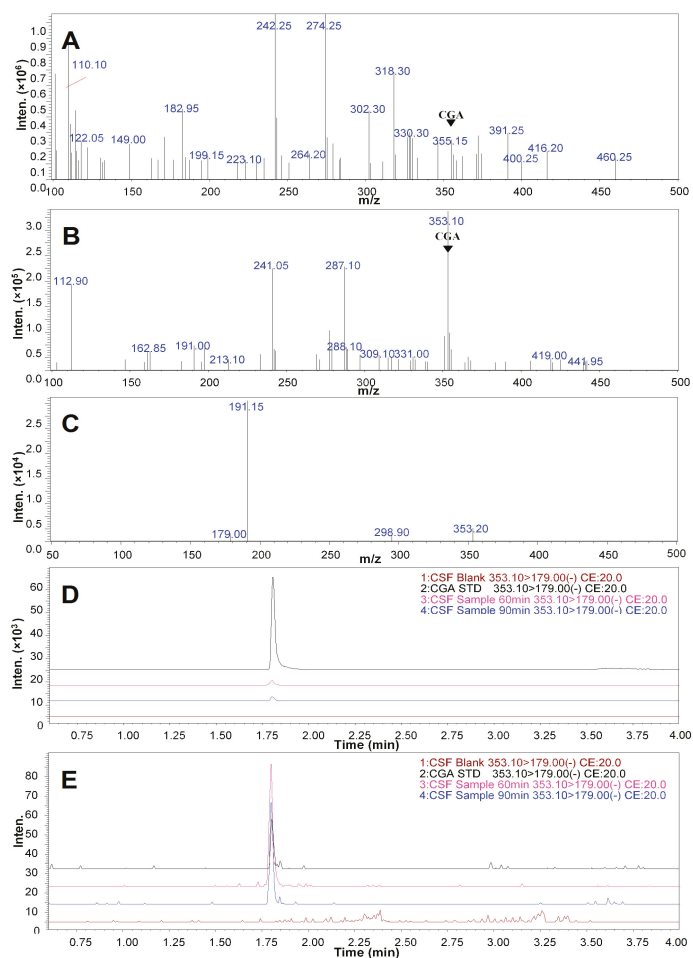 A
Inten. (×10⁶)
1.0
0.9
0.8
0.7
0.6
0.5
0.4
0.3
0.2
0.1
110.10
122.05
149.00
182.95
199.15
223.10
242.25
264.20
274.25
302.30
318.30
330.30
CGA
355.15
391.25
400.25
416.20
460.25
100 150 200 250 300 350 400 450 500
m/z
B
Inten. (×10⁵)
3.0
2.5
2.0
1.5
1.0
0.5
0.0
112.90
162.85
191.00
213.10
241.05
287.10
288.10
309.10
331.00
353.10
CGA
419.00
441.95
100 150 200 250 300 350 400 450 500
m/z
C
Inten. (×10⁴)
2.5
2.0
1.5
1.0
0.5
0.0
191.15
179.00
298.90
353.20
50 100 150 200 250 300 350 400 450 500
m/z
D
Inten. (×10³)
60
50
40
30
20
10
0
1:CSF Blank 353.10>179.00(-) CE:20.0
2:CGA STD 353.10>179.00(-) CE:20.0
3:CSF Sample 60min 353.10>179.00(-) CE:20.0
4:CSF Sample 90min 353.10>179.00(-) CE:20.0
0.75 1.00 1.25 1.50 1.75 2.00 2.25 2.50 2.75 3.00 3.25 3.50 3.75 4.00
Time (min)
E
Inten.
80
70
60
50
40
30
20
10
0
1:CSF Blank 353.10>179.00(-) CE:20.0
2:CGA STD 353.10>179.00(-) CE:20.0
3:CSF Sample 60min 353.10>179.00(-) CE:20.0
4:CSF Sample 90min 353.10>179.00(-) CE:20.0
0.75 1.00 1.25 1.50 1.75 2.00 2.25 2.50 2.75 3.00 3.25 3.50 3.75 4.00
Time (min)